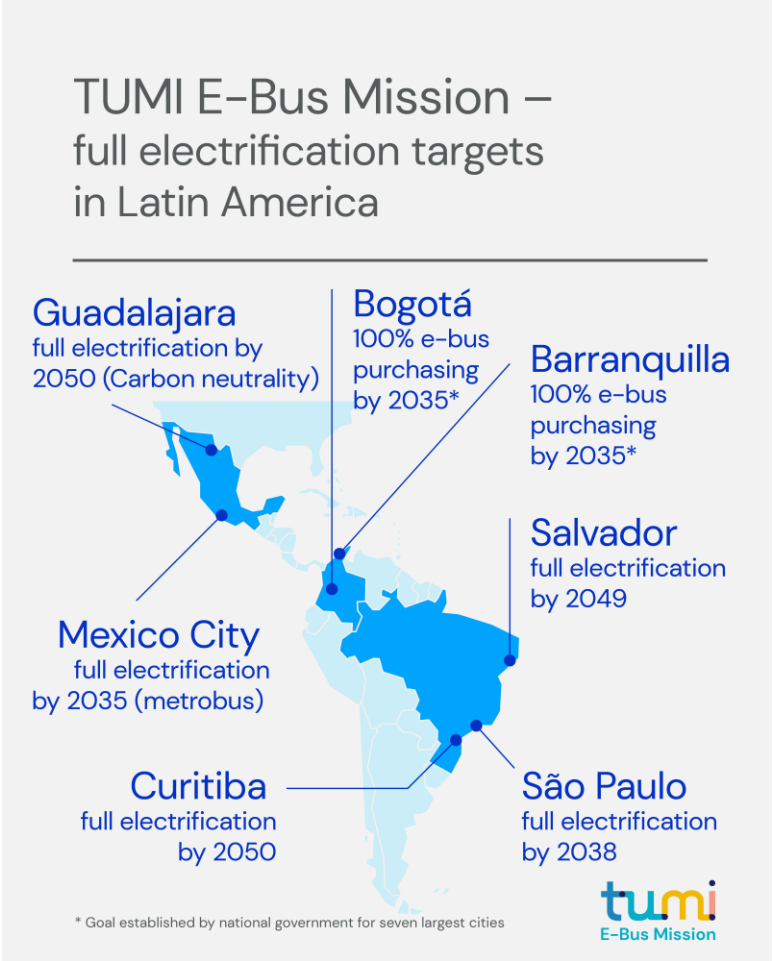 TUMI E-Bus Mission –
full electrification targets
in Latin America
Guadalajara
full electrification by
2050 (Carbon neutrality)
Bogotá
100% e-bus
purchasing
by 2035*
Barranquilla
100% e-bus
purchasing
by 2035*
Salvador
full electrification
by 2049
Mexico City
full electrification
by 2035 (metrobus)
Curitiba
full electrification
by 2050
São Paulo
full electrification
by 2038
* Goal established by national government for seven largest cities
tumi
E-Bus Mission